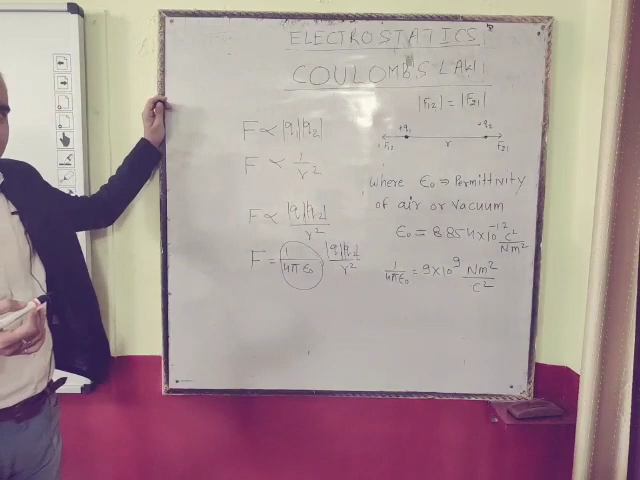 ELECTROSTATICS
COULOMB'S LAW
|F12| = |F21|
+q1 +q2
F12 r F21
F ∝ |q1||q2|
F ∝ 1/r²
F ∝ |q1||q2|/r²
F = 1/4πε0 |q1||q2|/r²
where ε0 → Permittivity
of air or vacuum
ε0 = 8.854×10⁻¹² C²/Nm²
1/4πε0 = 9×10⁹ Nm²/C²